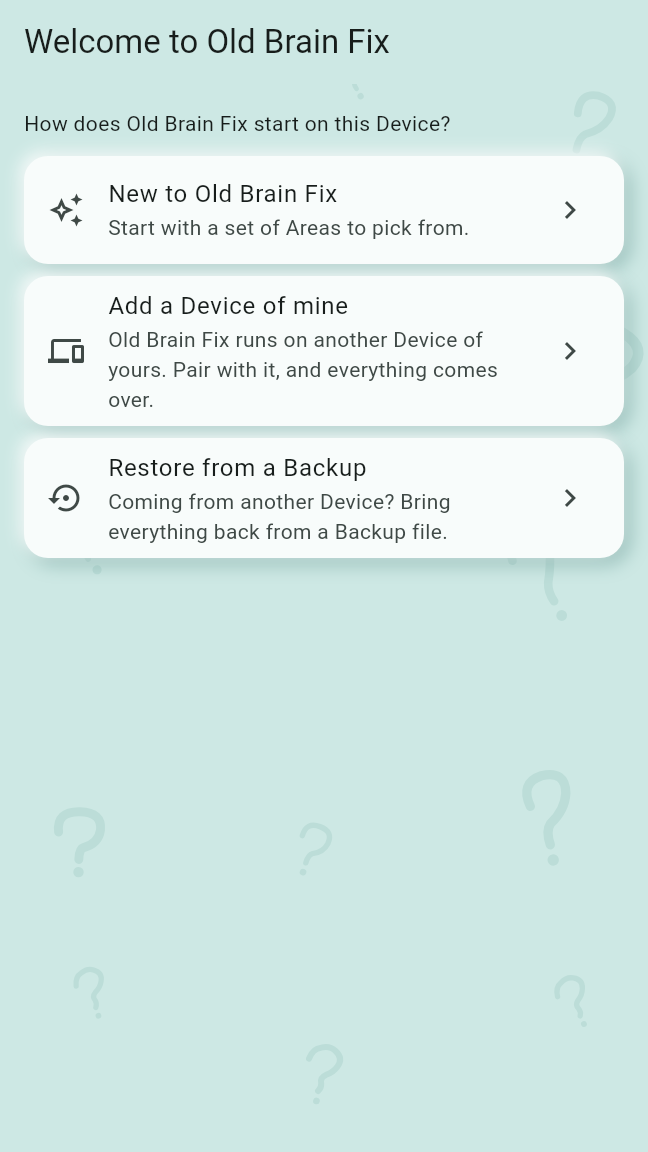 Welcome to Old Brain Fix
How does Old Brain Fix start on this Device?
New to Old Brain Fix
Start with a set of Areas to pick from.
Add a Device of mine
Old Brain Fix runs on another Device of
yours. Pair with it, and everything comes
over.
Restore from a Backup
Coming from another Device? Bring
everything back from a Backup file.